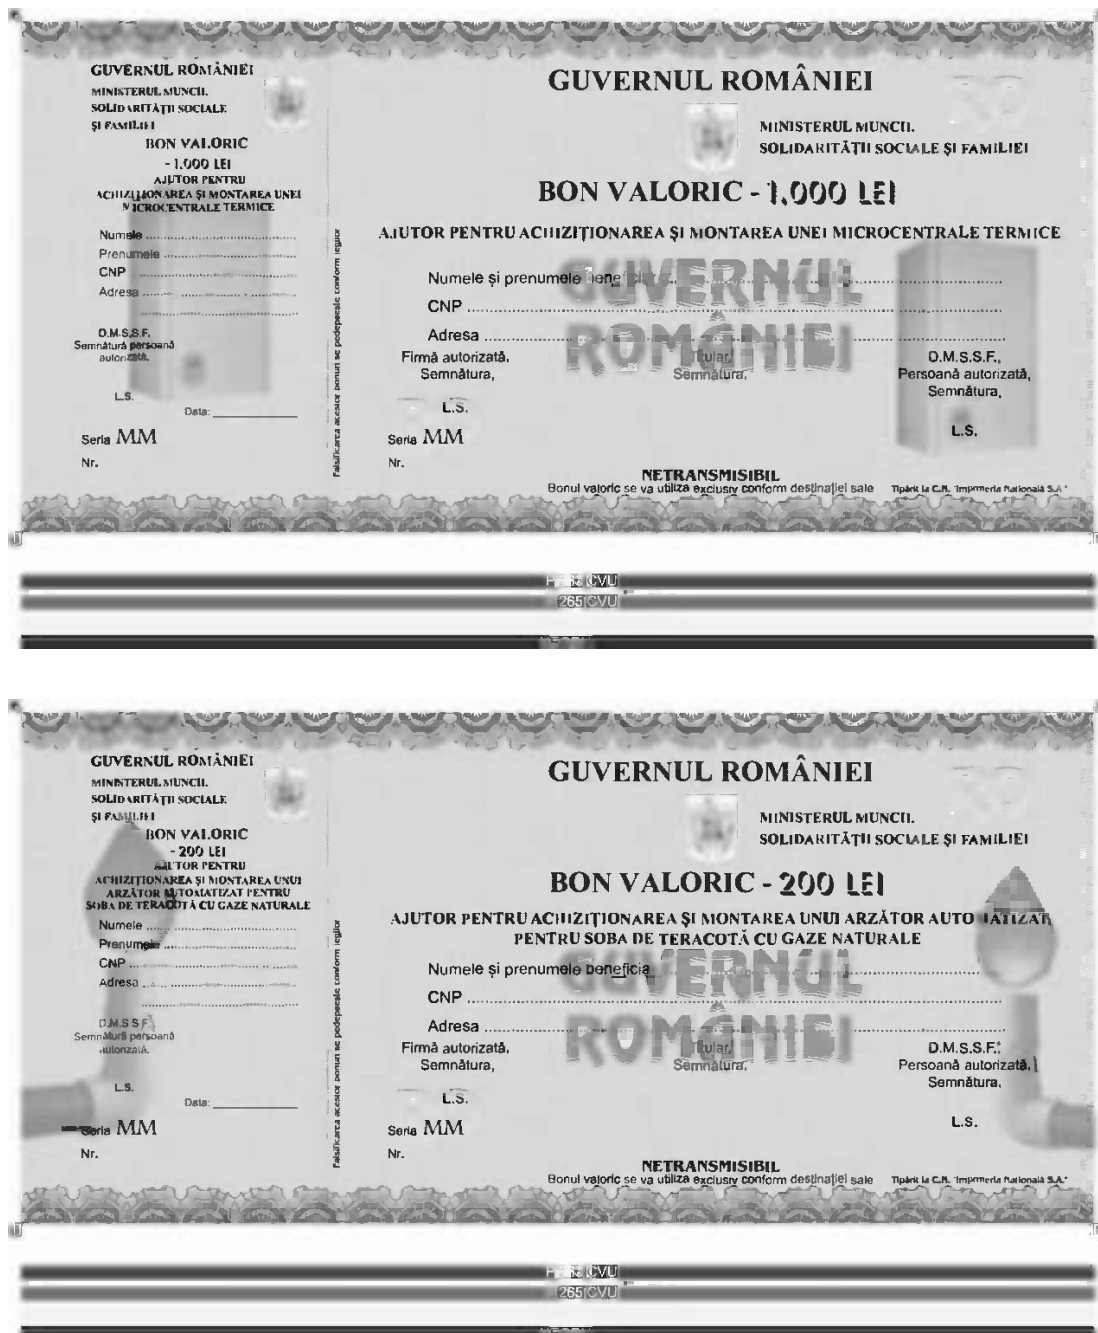 GUVERNUL ROMÂNIEI
MINISTERUL MUNCII,
SOLIDARITĂȚII SOCIALE
ȘI FAMILIEI
BON VALORIC
- 1.000 LEI
AJUTOR PENTRU
ACHIZIȚIONAREA ȘI MONTAREA UNEI
MICROCENTRALE TERMICE
Numele
Prenumele
CNP
Adresa
D.M.S.S.F.
Semnătură persoană
autorizată,
L.S.
Data:
Seria MM
Nr.
Falsificarea acestor bonuri se pedepsește conform legilor
GUVERNUL ROMÂNIEI
MINISTERUL MUNCII,
SOLIDARITĂȚII SOCIALE ȘI FAMILIEI
BON VALORIC - 1.000 LEI
AJUTOR PENTRU ACHIZIȚIONAREA ȘI MONTAREA UNEI MICROCENTRALE TERMICE
GUVERNUL
ROMÂNIEI
Numele și prenumele
CNP
Adresa
Firmă autorizată,
Semnătura,
L.S.
Titular,
Semnătura,
D.M.S.S.F.,
Persoană autorizată,
Semnătura,
L.S.
Seria MM
Nr.
NETRANSMISIBIL
Bonul valoric se va utiliza exclusiv conform destinației sale
Tipărit la C.N. "Imprimeria Națională S.A."
265 CVU
GUVERNUL ROMÂNIEI
MINISTERUL MUNCII,
SOLIDARITĂȚII SOCIALE
ȘI FAMILIEI
BON VALORIC
- 200 LEI
AJUTOR PENTRU
ACHIZIȚIONAREA ȘI MONTAREA UNUI
ARZĂTOR AUTOMATIZAT PENTRU
SOBA DE TERACOTĂ CU GAZE NATURALE
Numele
Prenumele
CNP
Adresa
D.M.S.S.F.
Semnătură persoană
autorizată,
L.S.
Data:
Seria MM
Nr.
Falsificarea acestor bonuri se pedepsește conform legilor
GUVERNUL ROMÂNIEI
MINISTERUL MUNCII,
SOLIDARITĂȚII SOCIALE ȘI FAMILIEI
BON VALORIC - 200 LEI
AJUTOR PENTRU ACHIZIȚIONAREA ȘI MONTAREA UNUI ARZĂTOR AUTOMATIZAT
PENTRU SOBA DE TERACOTĂ CU GAZE NATURALE
GUVERNUL
ROMÂNIEI
Numele și prenumele
CNP
Adresa
Firmă autorizată,
Semnătura,
L.S.
Titular,
Semnătura,
D.M.S.S.F.,
Persoană autorizată,
Semnătura,
L.S.
Seria MM
Nr.
NETRANSMISIBIL
Bonul valoric se va utiliza exclusiv conform destinației sale
Tipărit la C.N. "Imprimeria Națională S.A."
265 CVU